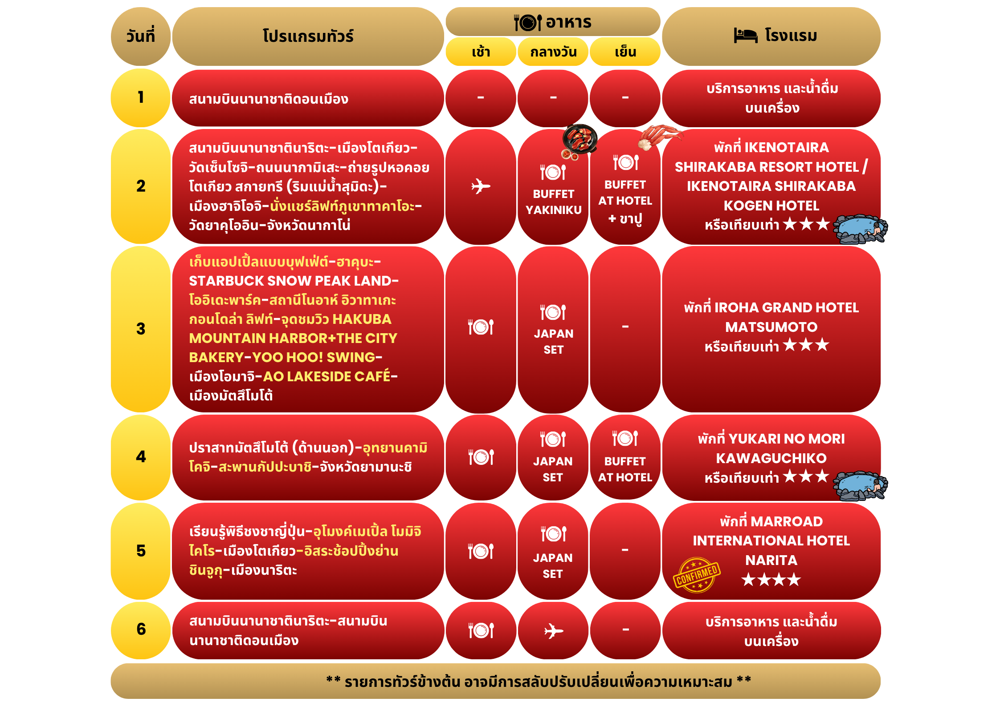 วันที่
โปรแกรมทัวร์
อาหาร
เช้า
กลางวัน
เย็น
โรงแรม
1
สนามบินนานาชาติดอนเมือง
-
-
-
บริการอาหาร และน้ำดื่ม
บนเครื่อง
2
สนามบินนานาชาตินาริตะ-เมืองโตเกียว-
วัดเซ็นโซจิ-ถนนนากามิเสะ-ถ่ายรูปหอคอย
โตเกียว สกายทรี (ริมแม่น้ำสุมิดะ)-
เมืองฮาจิโอจิ-นั่งแชร์ลิฟท์ภูเขาทาคาโอะ-
วัดยาคุโออิน-จังหวัดนากาโน่
BUFFET
YAKINIKU
BUFFET
AT HOTEL
+ ขาปู
พักที่ IKENOTAIRA
SHIRAKABA RESORT HOTEL /
IKENOTAIRA SHIRAKABA
KOGEN HOTEL
หรือเทียบเท่า ★★★
3
เก็บแอปเปิ้ลแบบบุฟเฟ่ต์-ฮาคุบะ-
STARBUCK SNOW PEAK LAND-
โออิเดะพาร์ค-สถานีโนอาห์ อิวาทาเกะ
กอนโดล่า ลิฟท์-จุดชมวิว HAKUBA
MOUNTAIN HARBOR+THE CITY
BAKERY-YOO HOO! SWING-
เมืองโอมาจิ-AO LAKESIDE CAFÉ-
เมืองมัตสึโมโต้
JAPAN
SET
-
พักที่ IROHA GRAND HOTEL
MATSUMOTO
หรือเทียบเท่า ★★★
4
ปราสาทมัตสึโมโต้ (ด้านนอก)-อุทยานคามิ
โคจิ-สะพานกัปปะบาชิ-จังหวัดยามานะชิ
JAPAN
SET
BUFFET
AT HOTEL
พักที่ YUKARI NO MORI
KAWAGUCHIKO
หรือเทียบเท่า ★★★
5
เรียนรู้พิธีชงชาญี่ปุ่น-อุโมงค์เมเปิ้ล โมมิจิ
ไคโร-เมืองโตเกียว-อิสระช้อปปิ้งย่าน
ชินจูกุ-เมืองนาริตะ
JAPAN
SET
-
พักที่ MARROAD
INTERNATIONAL HOTEL
NARITA
★★★★
CONFIRMED
6
สนามบินนานาชาตินาริตะ-สนามบิน
นานาชาติดอนเมือง
-
บริการอาหาร และน้ำดื่ม
บนเครื่อง
** รายการทัวร์ข้างต้น อาจมีการสลับปรับเปลี่ยนเพื่อความเหมาะสม **